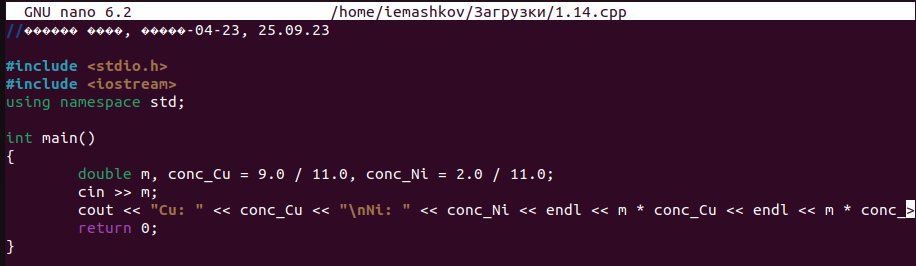 GNU nano 6.2 /home/iemashkov/Загрузки/1.14.cpp
//������ ����, �����-04-23, 25.09.23
#include <stdio.h>
#include <iostream>
using namespace std;
int main()
{
double m, conc_Cu = 9.0 / 11.0, conc_Ni = 2.0 / 11.0;
cin >> m;
cout << "Cu: " << conc_Cu << "\nNi: " << conc_Ni << endl << m * conc_Cu << endl << m * conc_>
return 0;
}